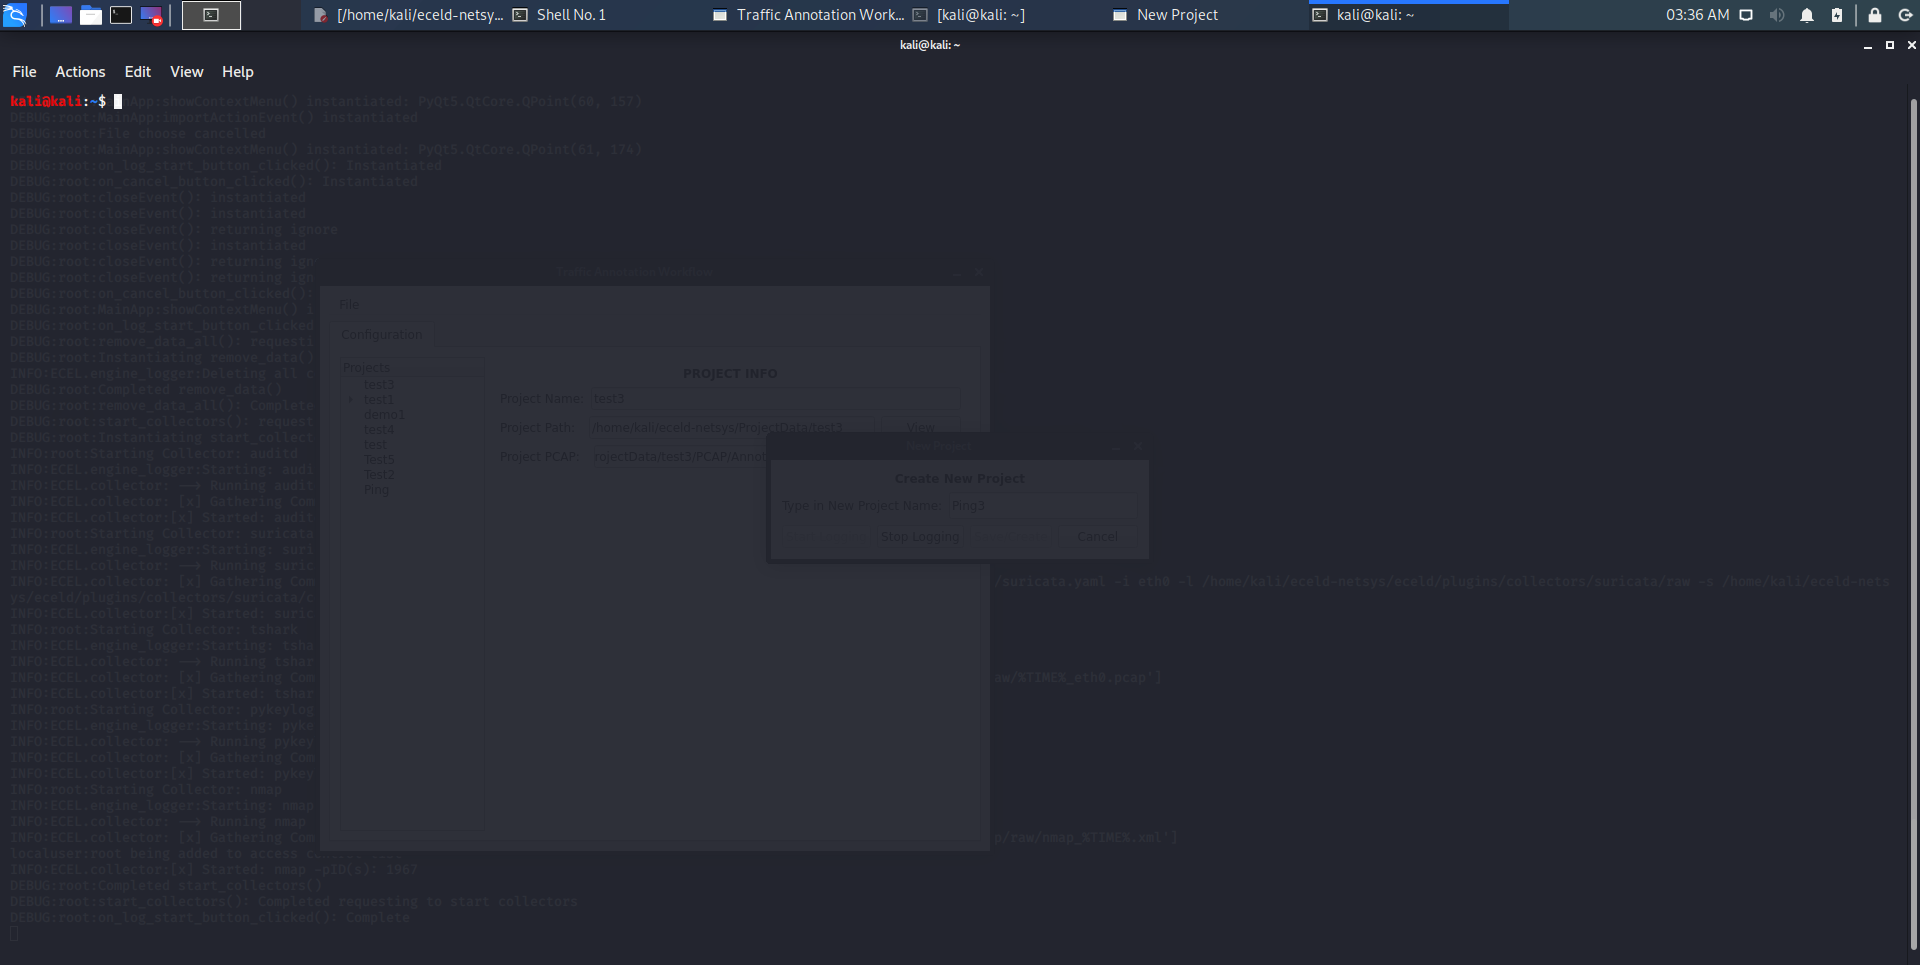 [/home/kali/eceld-netsy...
Shell No. 1
Traffic Annotation Work...
[kali@kali: ~]
New Project
kali@kali: ~
03:36 AM
kali@kali: ~
File Actions Edit View Help
kali@kali:~$
nApp:showContextMenu() instantiated: PyQt5.QtCore.QPoint(60, 157)
DEBUG:root:MainApp:importActionEvent() instantiated
DEBUG:root:File choose cancelled
DEBUG:root:MainApp:showContextMenu() instantiated: PyQt5.QtCore.QPoint(61, 174)
DEBUG:root:on_log_start_button_clicked(): Instantiated
DEBUG:root:on_cancel_button_clicked(): Instantiated
DEBUG:root:closeEvent(): instantiated
DEBUG:root:closeEvent(): instantiated
DEBUG:root:closeEvent(): returning ignore
DEBUG:root:closeEvent(): instantiated
DEBUG:root:closeEvent(): returning ign
DEBUG:root:closeEvent(): returning ign
DEBUG:root:on_cancel_button_clicked():
DEBUG:root:MainApp:showContextMenu() i
DEBUG:root:on_log_start_button_clicked
DEBUG:root:remove_data_all(): requesti
DEBUG:root:Instantiating remove_data()
INFO:ECEL.engine_logger:Deleting all c
DEBUG:root:Completed remove_data()
DEBUG:root:remove_data_all(): Complete
DEBUG:root:start_collectors(): request
DEBUG:root:Instantiating start_collect
INFO:root:Starting Collector: auditd
INFO:ECEL.engine_logger:Starting: audi
INFO:ECEL.collector: --> Running audit
INFO:ECEL.collector: [x] Gathering Com
INFO:ECEL.collector:[x] Started: audit
INFO:root:Starting Collector: suricata
INFO:ECEL.engine_logger:Starting: suri
INFO:ECEL.collector: --> Running suric
INFO:ECEL.collector: [x] Gathering Com
/suricata.yaml -i eth0 -l /home/kali/eceld-netsys/eceld/plugins/collectors/suricata/raw -s /home/kali/eceld-nets
ys/eceld/plugins/collectors/suricata/c
INFO:ECEL.collector:[x] Started: suric
INFO:root:Starting Collector: tshark
INFO:ECEL.engine_logger:Starting: tsha
INFO:ECEL.collector: --> Running tshar
INFO:ECEL.collector: [x] Gathering Com
aw/%TIME%_eth0.pcap']
INFO:ECEL.collector:[x] Started: tshar
INFO:root:Starting Collector: pykeylog
INFO:ECEL.engine_logger:Starting: pyke
INFO:ECEL.collector: --> Running pykey
INFO:ECEL.collector: [x] Gathering Com
INFO:ECEL.collector:[x] Started: pykey
INFO:root:Starting Collector: nmap
INFO:ECEL.engine_logger:Starting: nmap
INFO:ECEL.collector: --> Running nmap
INFO:ECEL.collector: [x] Gathering Com
p/raw/nmap_%TIME%.xml']
localuser:root being added to access
INFO:ECEL.collector:[x] Started: nmap -pID(s): 1967
DEBUG:root:Completed start_collectors()
DEBUG:root:start_collectors(): Completed requesting to start collectors
DEBUG:root:on_log_start_button_clicked(): Complete
Traffic Annotation Workflow
File
Configuration
Projects
test3
test1
demo1
test4
test
Test5
Test2
Ping
PROJECT INFO
Project Name: test3
Project Path: /home/kali/eceld-netsys/ProjectData/test3 View
Project PCAP: rojectData/test3/PCAP/Annot
New Project
Create New Project
Type in New Project Name: Ping3
Stop Logging Cancel